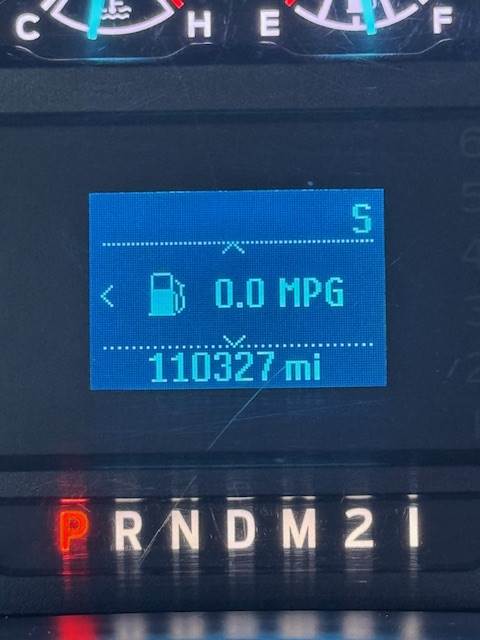 C H E F
S
0.0 MPG
110327 mi
P R N D M 2 1